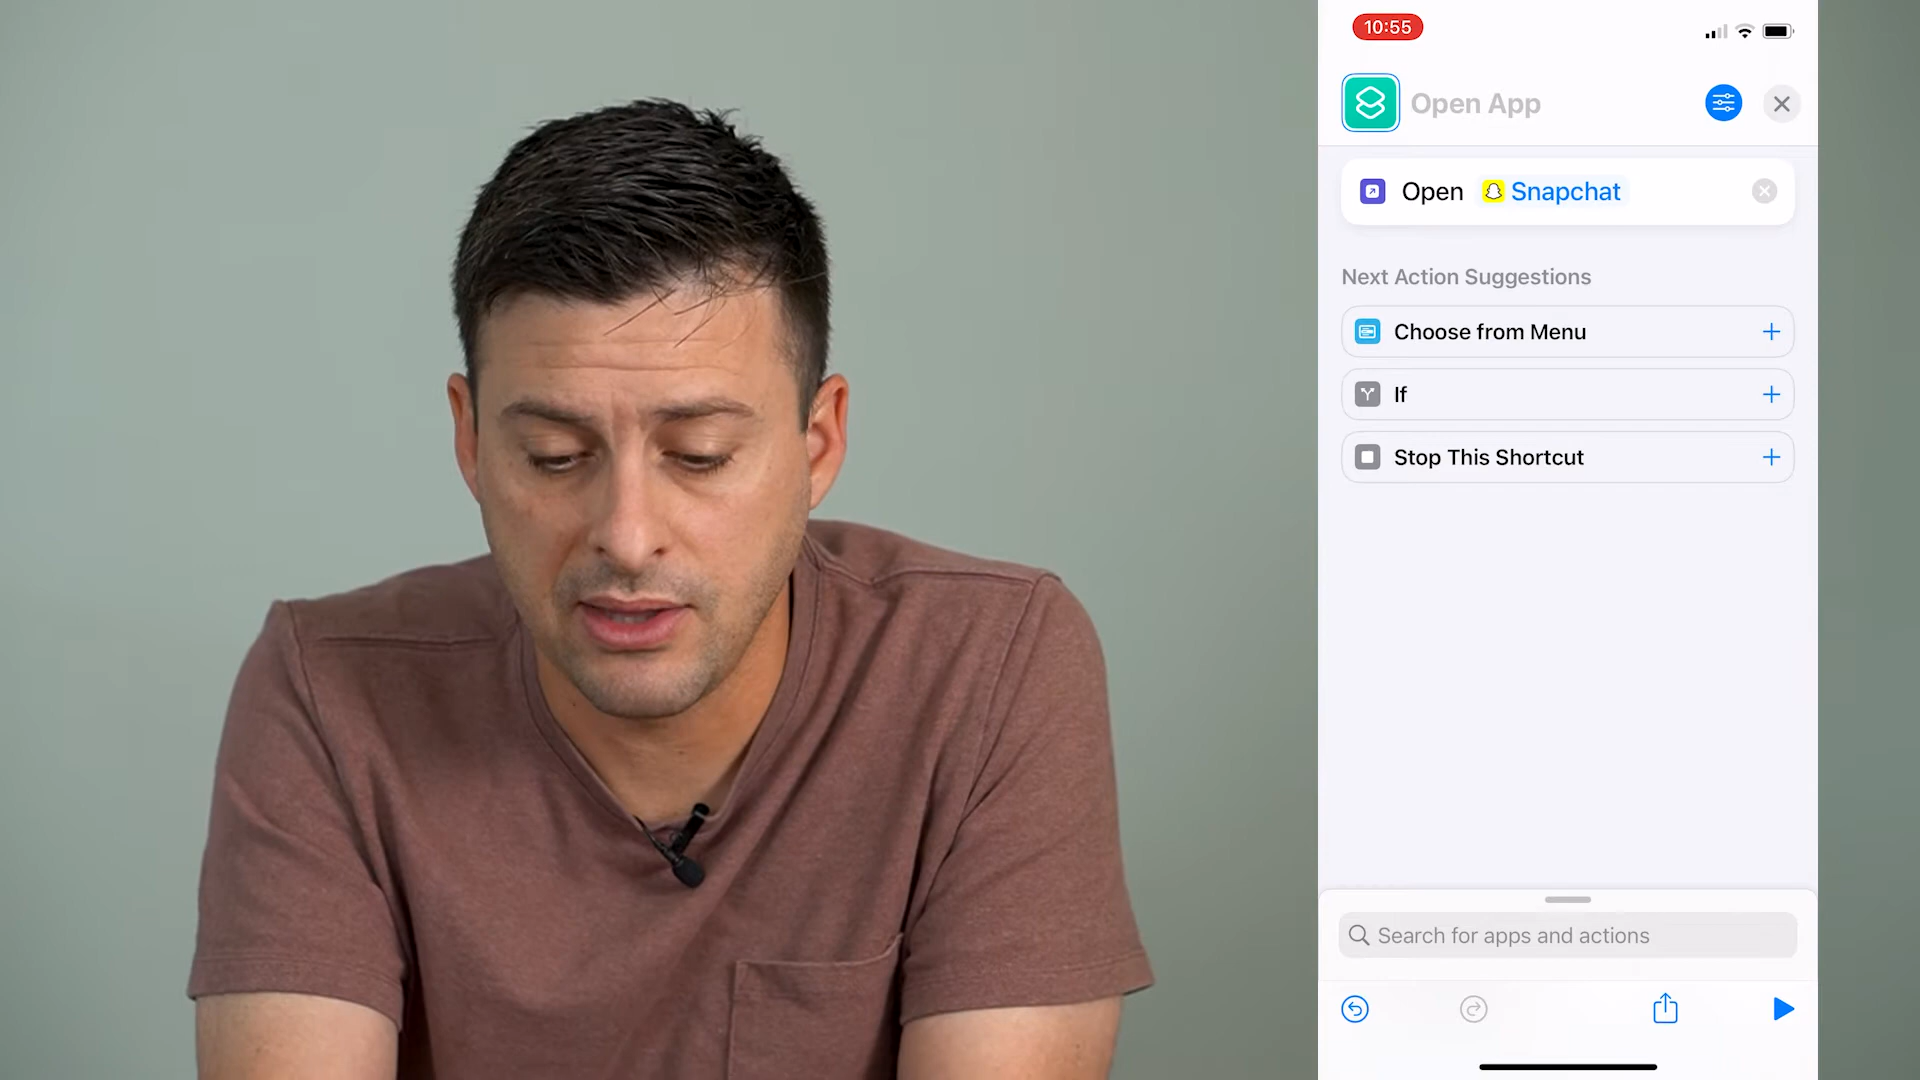 10:55
Open App
Open Snapchat
Next Action Suggestions
Choose from Menu
If
Stop This Shortcut
Search for apps and actions